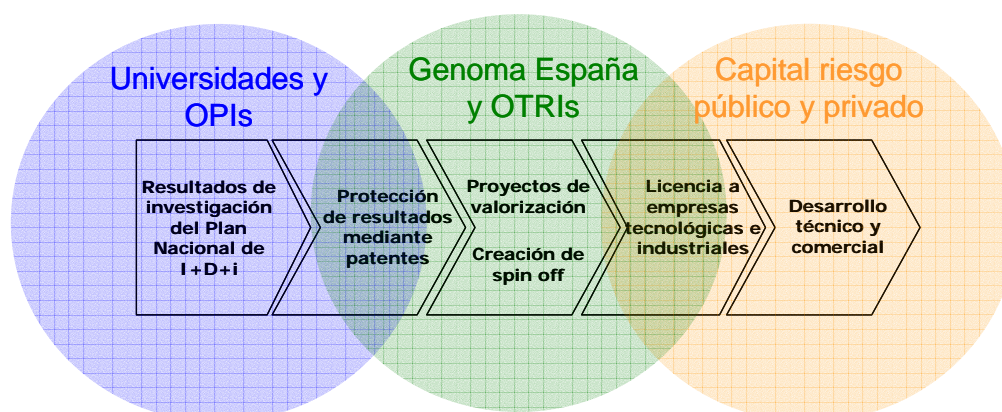 Universidades y
OPIs
Genoma España
y OTRIs
Capital riesgo
público y privado
Resultados de
investigación
del Plan
Nacional de
I+D+i
Protección
de resultados
mediante
patentes
Proyectos de
valorización
Creación de
spin off
Licencia a
empresas
tecnológicas e
industriales
Desarrollo
técnico y
comercial